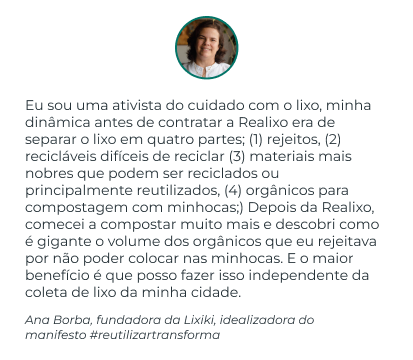 Eu sou uma ativista do cuidado com o lixo, minha
dinâmica antes de contratar a Realixo era de
separar o lixo em quatro partes; (1) rejeitos, (2)
recicláveis difíceis de reciclar (3) materiais mais
nobres que podem ser reciclados ou
principalmente reutilizados, (4) orgânicos para
compostagem com minhocas;) Depois da Realixo,
comecei a compostar muito mais e descobri como
é gigante o volume dos orgânicos que eu rejeitava
por não poder colocar nas minhocas. E o maior
benefício é que posso fazer isso independente da
coleta de lixo da minha cidade.
Ana Borba, fundadora da Lixiki, idealizadora do
manifesto #reutilizartransforma